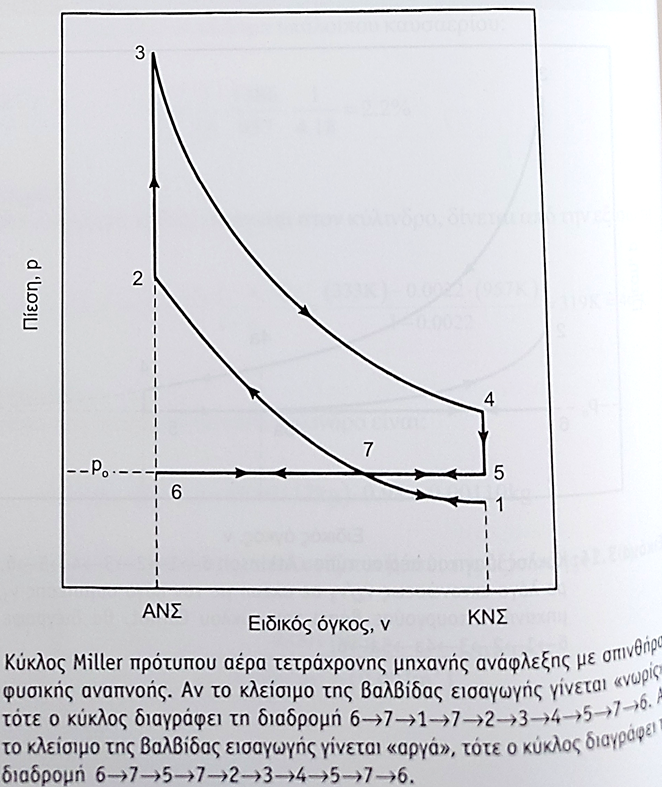 3
2
4
7
5
1
6
p₀
Πίεση, p
ΑΝΣ
ΚΝΣ
Ειδικός όγκος, v
Κύκλος Miller πρότυπου αέρα τετράχρονης μηχανής ανάφλεξης με σπινθήρα
φυσικής αναπνοής. Αν το κλείσιμο της βαλβίδας εισαγωγής γίνεται «νωρίς»
τότε ο κύκλος διαγράφει τη διαδρομή 6→7→1→7→2→3→4→5→7→6.
το κλείσιμο της βαλβίδας εισαγωγής γίνεται «αργά», τότε ο κύκλος διαγράφει
διαδρομή 6→7→5→7→2→3→4→5→7→6.